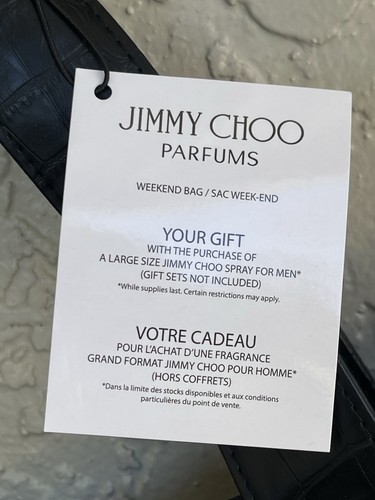 JIMMY CHOO
PARFUMS
WEEKEND BAG / SAC WEEK-END
YOUR GIFT
WITH THE PURCHASE OF
A LARGE SIZE JIMMY CHOO SPRAY FOR MEN*
(GIFT SETS NOT INCLUDED)
*While supplies last. Certain restrictions may apply.
VOTRE CADEAU
POUR L'ACHAT D'UNE FRAGRANCE
GRAND FORMAT JIMMY CHOO POUR HOMME*
(HORS COFFRETS)
*Dans la limite des stocks disponibles et aux conditions
particulières du point de vente.